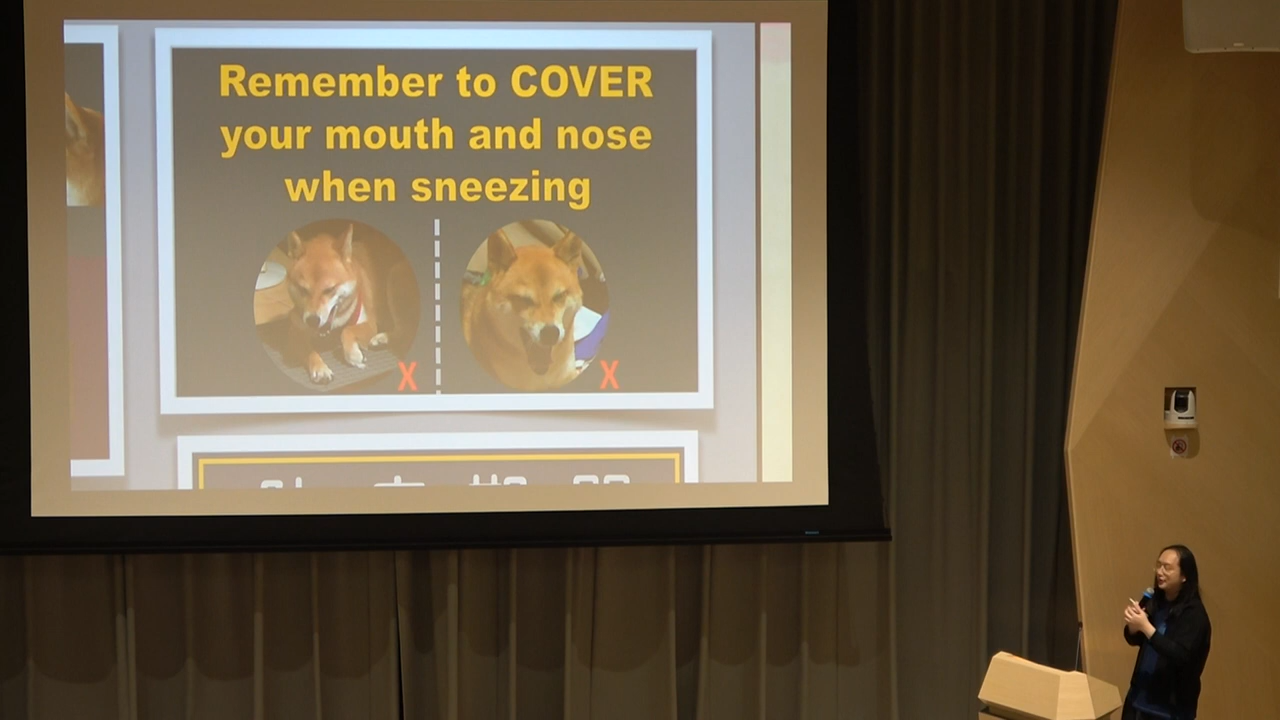 Remember to COVER
your mouth and nose
when sneezing
X
X